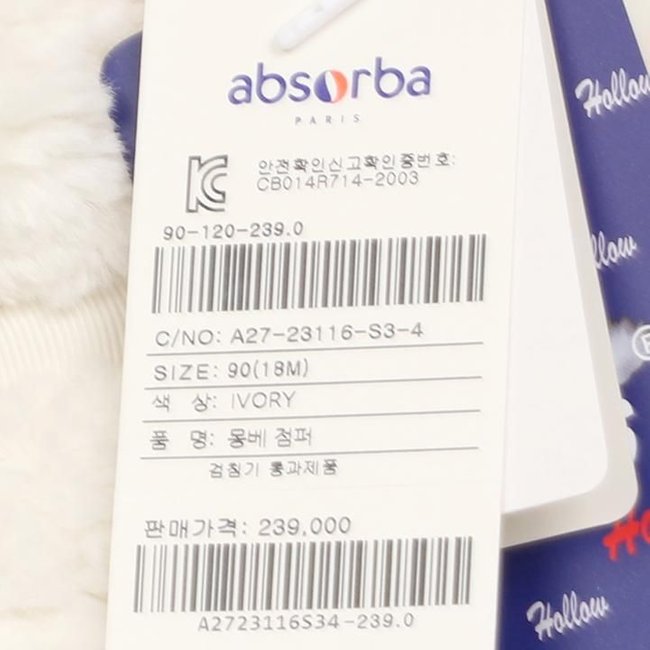 absorba
PARIS
안전확인신고확인증번호:
CB014R714-2003
90-120-239.0
C/NO: A27-23116-S3-4
SIZE: 90(18M)
색 상: IVORY
품 명: 몽베 점퍼
검침기 통과제품
판매가격: 239,000
A2723116S34-239.0
Hollow
Hollow